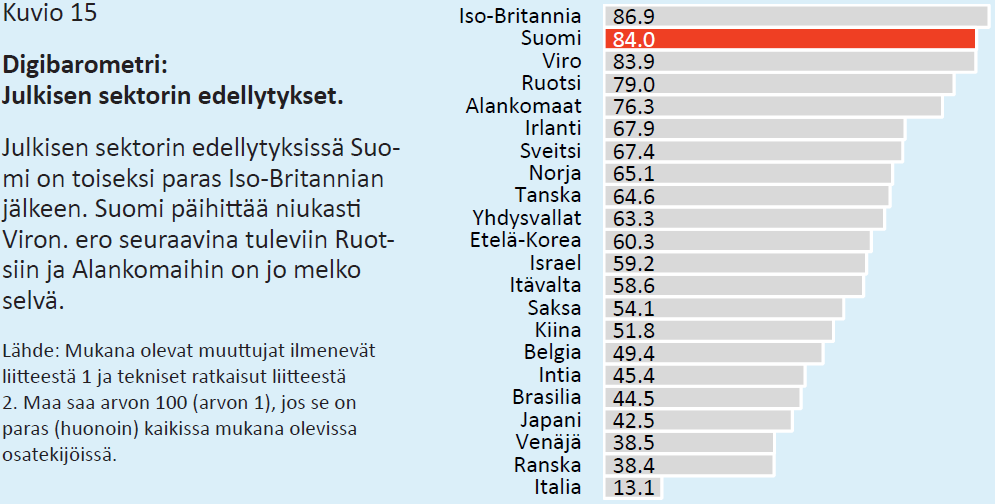 Kuvio 15
Digibarometri:
Julkisen sektorin edellytykset.
Julkisen sektorin edellytyksissä Suo-
mi on toiseksi paras Iso-Britannian
jälkeen. Suomi päihittää niukasti
Viron. ero seuraavina tuleviin Ruot-
siin ja Alankomaihin on jo melko
selvä.
Lähde: Mukana olevat muuttujat ilmenevät
liitteestä 1 ja tekniset ratkaisut liitteestä
2. Maa saa arvon 100 (arvon 1), jos se on
paras (huonoin) kaikissa mukana olevissa
osatekijöissä.
Iso-Britannia 86.9
Suomi 84.0
Viro 83.9
Ruotsi 79.0
Alankomaat 76.3
Irlanti 67.9
Sveitsi 67.4
Norja 65.1
Tanska 64.6
Yhdysvallat 63.3
Etelä-Korea 60.3
Israel 59.2
Itävalta 58.6
Saksa 54.1
Kiina 51.8
Belgia 49.4
Intia 45.4
Brasilia 44.5
Japani 42.5
Venäjä 38.5
Ranska 38.4
Italia 13.1